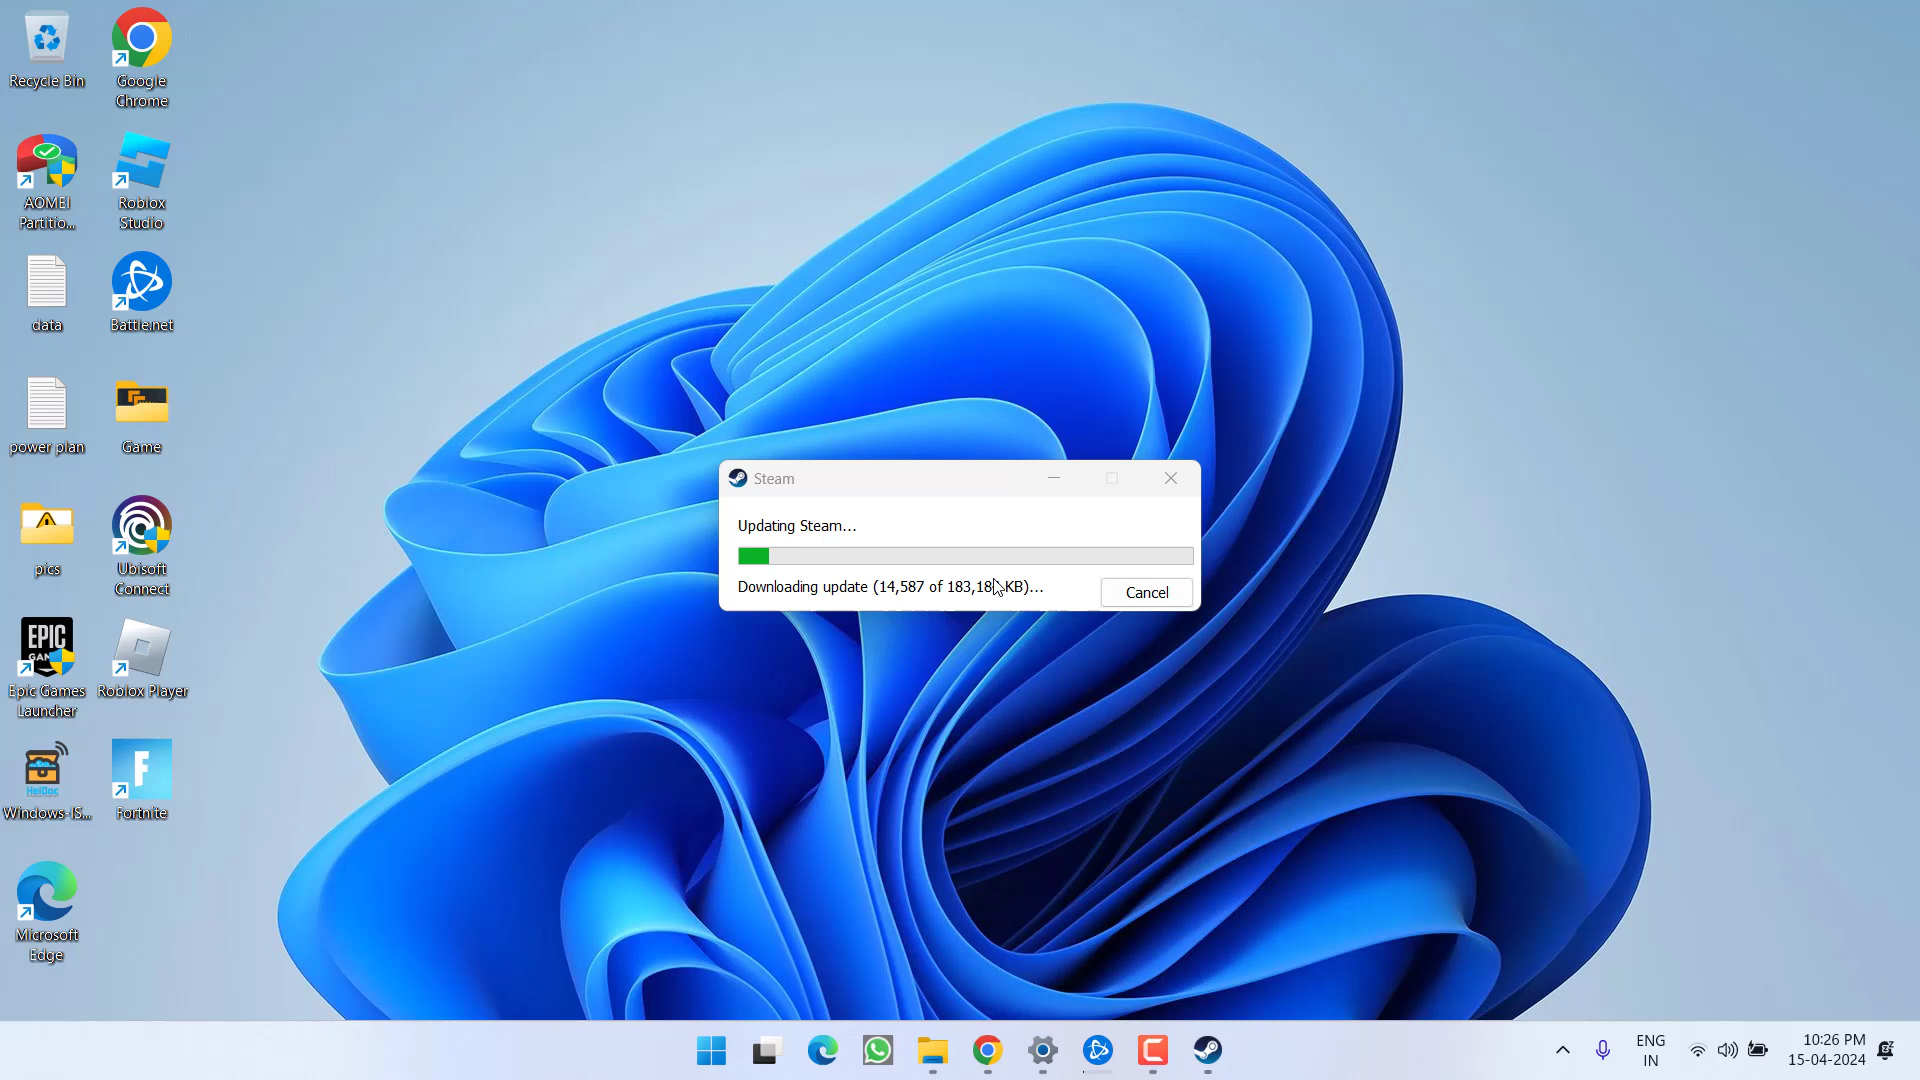 Recycle Bin
Google
Chrome
AOMEI
Partitio...
Roblox
Studio
data
Battle.net
power plan
Game
pics
Ubisoft
Connect
EPIC
Epic Games
Launcher
Roblox Player
HeiDoc
Windows-IS...
F
Fortnite
Microsoft
Edge
Steam
Updating Steam...
Downloading update (14,587 of 183,18 KB)...
Cancel
ENG
IN
10:26 PM
15-04-2024